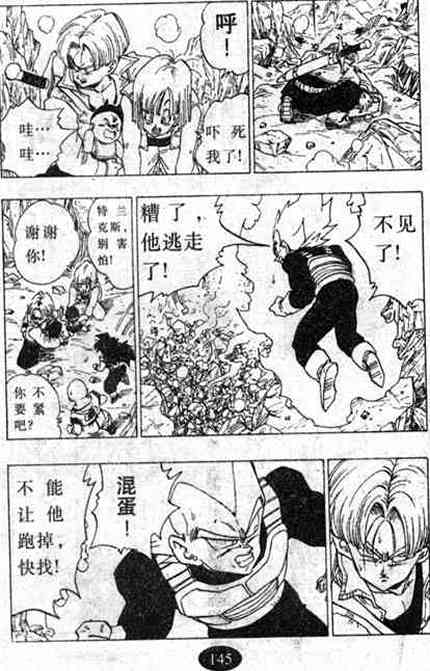 呼！
吓死
我了！
哇…
哇…
不见
了！
糟了，
他逃走
了！
特兰
克斯，
别害
怕！
谢谢
你！
你不
要紧
吧？
混蛋！
不能
让他
跑掉，
快找！
145